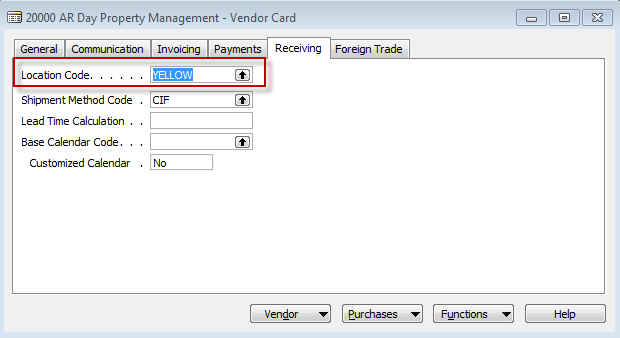 20000 AR Day Property Management - Vendor Card
General Communication Invoicing Payments Receiving Foreign Trade
Location Code. . . . . . YELLOW
Shipment Method Code . CIF
Lead Time Calculation . .
Base Calendar Code. . .
Customized Calendar . No
Vendor Purchases Functions Help